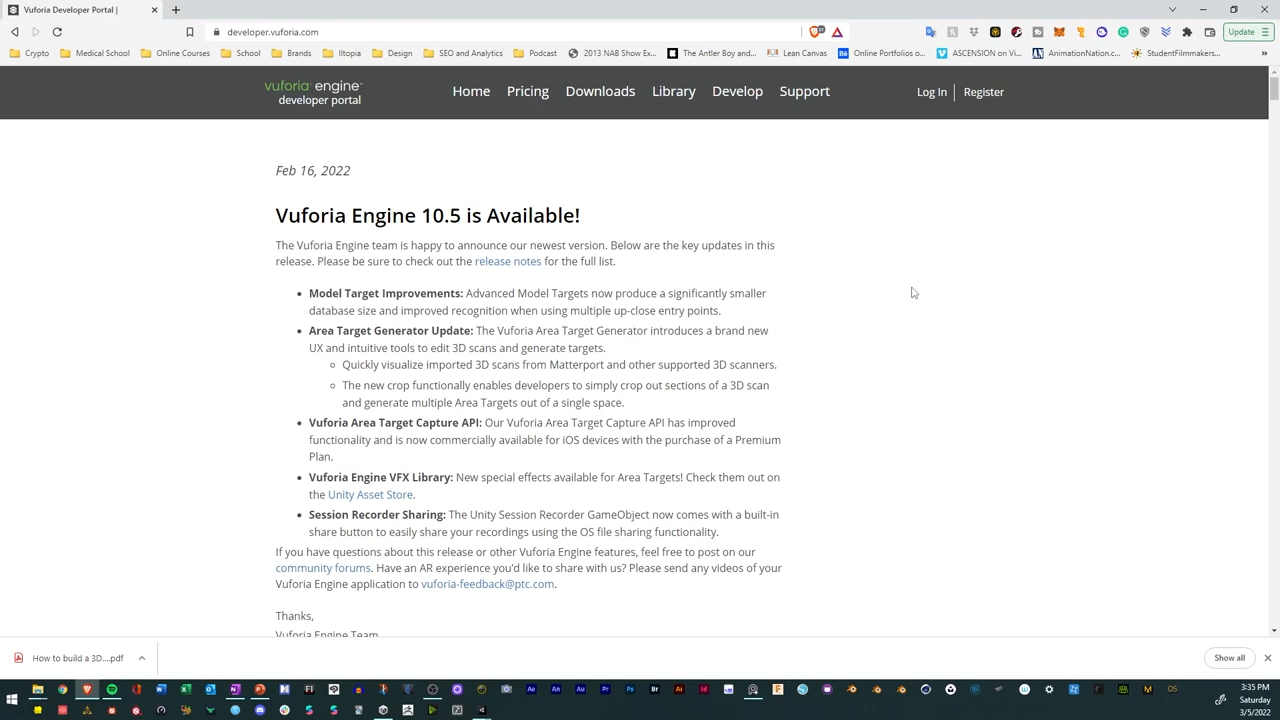 Vuforia Developer Portal |
developer.vuforia.com
Update
Crypto Medical School Online Courses School Brands Iltopia Design SEO and Analytics Podcast 2013 NAB Show Ex... The Antler Boy and... Lean Canvas Online Portfolios o... ASCENSION on Vi... AnimationNation.c... StudentFilmmakers... »
vuforia engine™
developer portal
Home Pricing Downloads Library Develop Support Log In | Register
Feb 16, 2022
Vuforia Engine 10.5 is Available!
The Vuforia Engine team is happy to announce our newest version. Below are the key updates in this
release. Please be sure to check out the release notes for the full list.
• Model Target Improvements: Advanced Model Targets now produce a significantly smaller
database size and improved recognition when using multiple up-close entry points.
• Area Target Generator Update: The Vuforia Area Target Generator introduces a brand new
UX and intuitive tools to edit 3D scans and generate targets.
◦ Quickly visualize imported 3D scans from Matterport and other supported 3D scanners.
◦ The new crop functionally enables developers to simply crop out sections of a 3D scan
and generate multiple Area Targets out of a single space.
• Vuforia Area Target Capture API: Our Vuforia Area Target Capture API has improved
functionality and is now commercially available for iOS devices with the purchase of a Premium
Plan.
• Vuforia Engine VFX Library: New special effects available for Area Targets! Check them out on
the Unity Asset Store.
• Session Recorder Sharing: The Unity Session Recorder GameObject now comes with a built-in
share button to easily share your recordings using the OS file sharing functionality.
If you have questions about this release or other Vuforia Engine features, feel free to post on our
community forums. Have an AR experience you'd like to share with us? Please send any videos of your
Vuforia Engine application to vuforia-feedback@ptc.com.
Thanks,
Vuforia Engine Team
How to build a 3D....pdf
Show all
3:35 PM
Saturday
3/5/2022